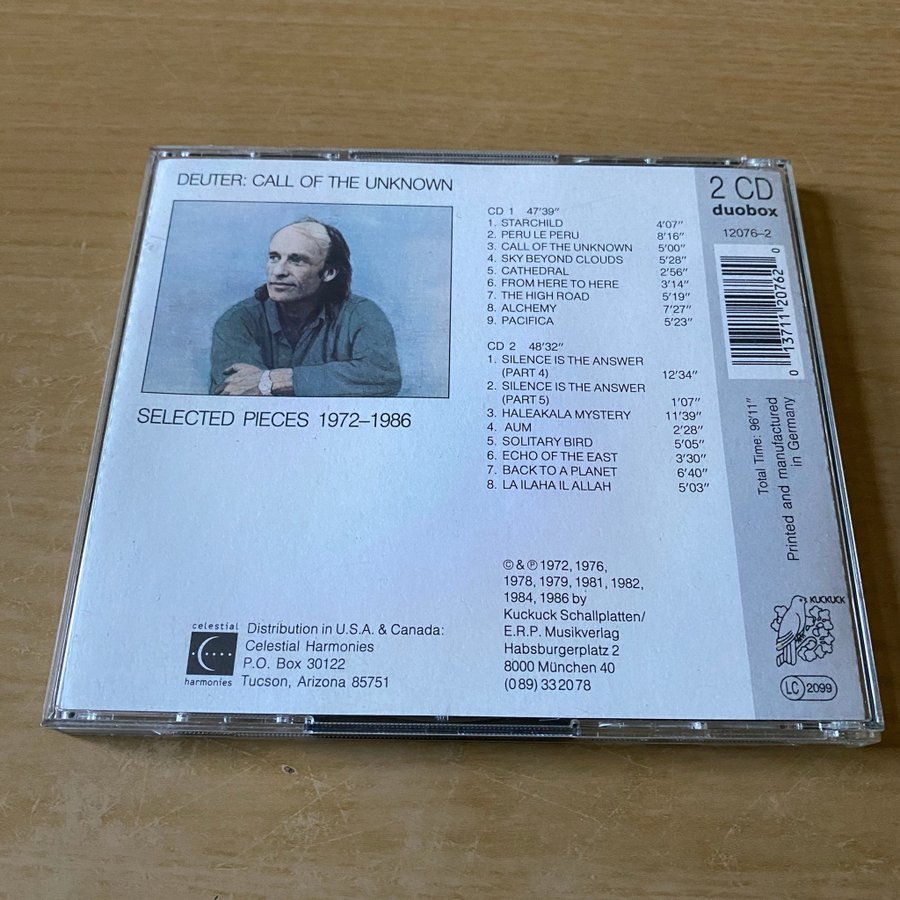 DEUTER: CALL OF THE UNKNOWN
SELECTED PIECES 1972–1986
CD 1 47'39"
1. STARCHILD 4'07"
2. PERU LE PERU 8'16"
3. CALL OF THE UNKNOWN 5'00"
4. SKY BEYOND CLOUDS 5'28"
5. CATHEDRAL 2'56"
6. FROM HERE TO HERE 3'14"
7. THE HIGH ROAD 5'19"
8. ALCHEMY 7'27"
9. PACIFICA 5'23"
CD 2 48'32"
1. SILENCE IS THE ANSWER
(PART 4) 12'34"
2. SILENCE IS THE ANSWER
(PART 5) 1'07"
3. HALEAKALA MYSTERY 11'39"
4. AUM 2'28"
5. SOLITARY BIRD 5'05"
6. ECHO OF THE EAST 3'30"
7. BACK TO A PLANET 6'40"
8. LA ILAHA IL ALLAH 5'03"
© & ℗ 1972, 1976,
1978, 1979, 1981, 1982,
1984, 1986 by
Kuckuck Schallplatten/
E.R.P. Musikverlag
Habsburgerplatz 2
8000 München 40
(0 89) 33 20 78
celestial
harmonies
Distribution in U.S.A. & Canada:
Celestial Harmonies
P.O. Box 30122
Tucson, Arizona 85751
2 CD
duobox
12076–2
0 13711 20762 0
Total Time: 96'11"
Printed and manufactured
in Germany
KUCKUCK
LC 2099